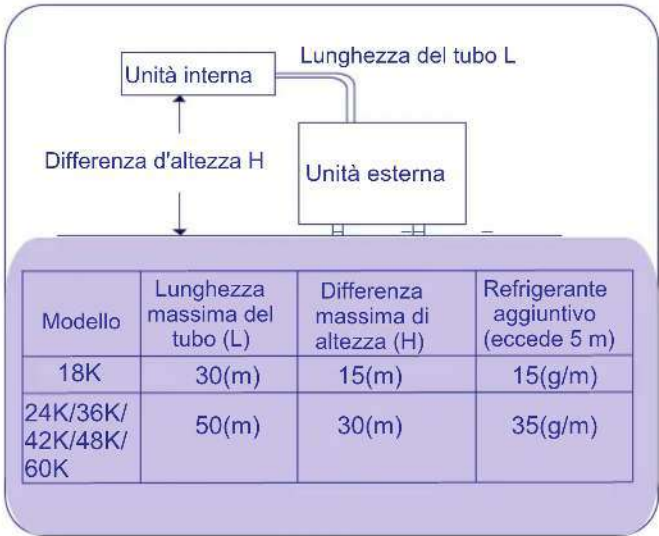 Lunghezza del tubo L
Unità interna
Differenza d'altezza H
Unità esterna
Modello
Lunghezza
massima del
tubo (L)
Differenza
massima di
altezza (H)
Refrigerante
aggiuntivo
(eccede 5 m)
18K
30(m)
15(m)
15(g/m)
24K/36K/
42K/48K/
60K
50(m)
30(m)
35(g/m)